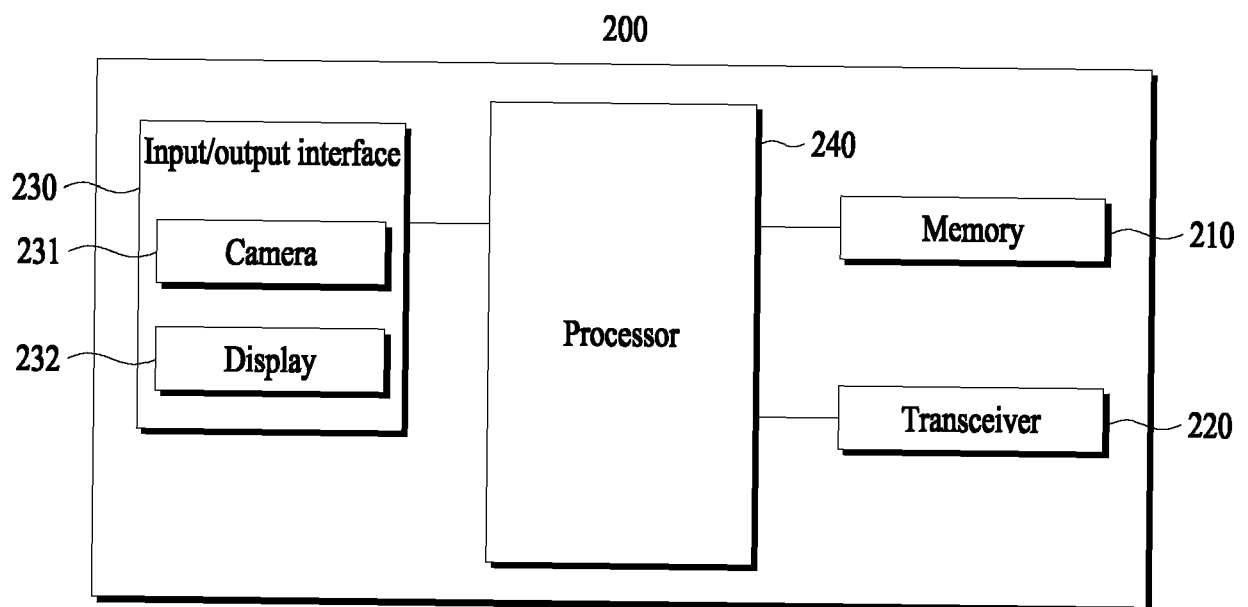 200
Input/output interface
230
Camera
231
Display
232
Processor
240
Memory
210
Transceiver
220